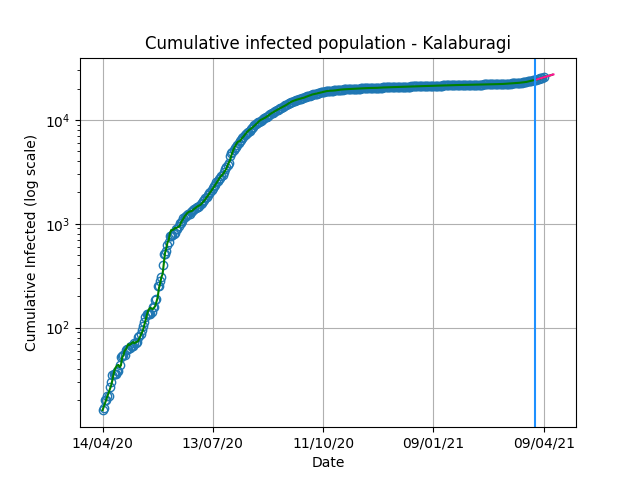 Cumulative infected population - Kalaburagi
Cumulative Infected (log scale)
10^4
10^3
10^2
14/04/20 13/07/20 11/10/20 09/01/21 09/04/21
Date